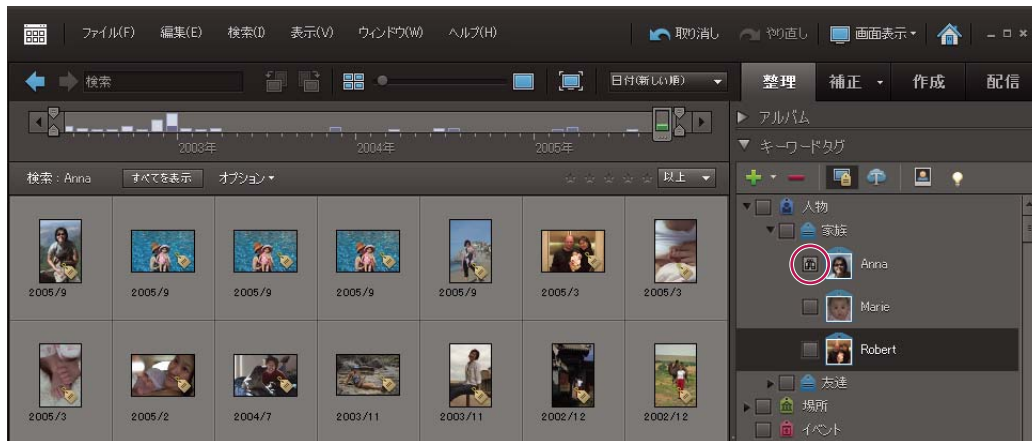 ファイル(F) 編集(E) 検索(I) 表示(V) ウィンドウ(W) ヘルプ(H) 取り消し やり直し 画面表示
検索 日付(新しい順) 整理 補正 作成 配信
アルバム
2003年 2004年 2005年
キーワードタグ
検索 : Anna すべてを表示 オプション 以上
人物
家族
Anna
Marie
Robert
友達
場所
イベント
2005/9 2005/9 2005/9 2005/9 2005/9 2005/3 2005/3
2005/3 2005/2 2004/7 2003/11 2003/11 2002/12 2002/12